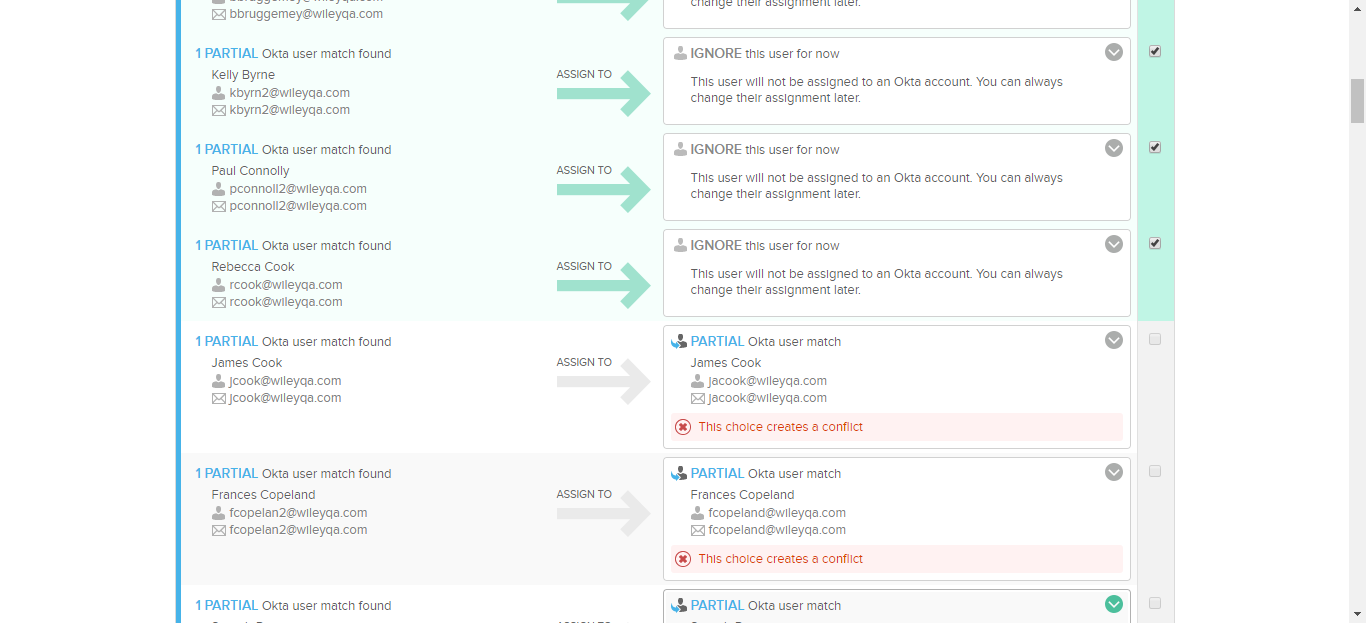 bbruggemey@wileyqa.com
change their assignment later.
1 PARTIAL Okta user match found
Kelly Byrne
kbyrn2@wileyqa.com
kbyrn2@wileyqa.com
ASSIGN TO
IGNORE this user for now
This user will not be assigned to an Okta account. You can always
change their assignment later.
1 PARTIAL Okta user match found
Paul Connolly
pconnoll2@wileyqa.com
pconnoll2@wileyqa.com
ASSIGN TO
IGNORE this user for now
This user will not be assigned to an Okta account. You can always
change their assignment later.
1 PARTIAL Okta user match found
Rebecca Cook
rcook@wileyqa.com
rcook@wileyqa.com
ASSIGN TO
IGNORE this user for now
This user will not be assigned to an Okta account. You can always
change their assignment later.
1 PARTIAL Okta user match found
James Cook
jcook@wileyqa.com
jcook@wileyqa.com
ASSIGN TO
PARTIAL Okta user match
James Cook
jacook@wileyqa.com
jacook@wileyqa.com
This choice creates a conflict
1 PARTIAL Okta user match found
Frances Copeland
fcopelan2@wileyqa.com
fcopelan2@wileyqa.com
ASSIGN TO
PARTIAL Okta user match
Frances Copeland
fcopeland@wileyqa.com
fcopeland@wileyqa.com
This choice creates a conflict
1 PARTIAL Okta user match found
PARTIAL Okta user match